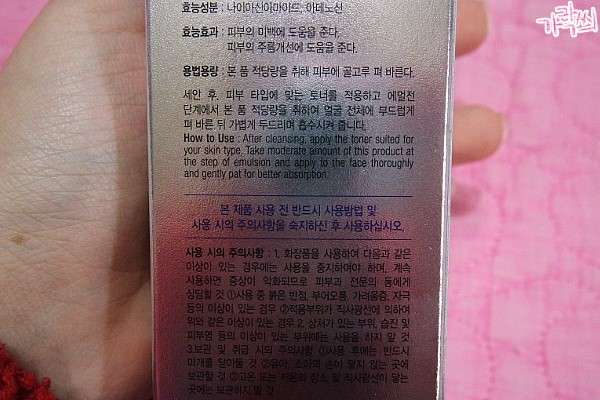 가락씨
효능성분 : 나이아신아마이드, 아데노신
효능효과 : 피부의 미백에 도움을 준다.
피부의 주름개선에 도움을 준다.
용법용량 : 본 품 적당량을 취해 피부에 골고루 펴 바른다.
세안 후, 피부 타입에 맞는 토너를 적용하고 에멀전
단계에서 본 품 적당량을 취하여 얼굴 전체에 부드럽게
펴 바른 뒤 가볍게 두드리며 흡수시켜 줍니다.
How to Use : After cleansing, apply the toner suited for
your skin type. Take moderate amount of this product at
the step of emulsion and apply to the face thoroughly
and gently pat for better absorption.
본 제품 사용 전 반드시 사용방법 및
사용 시의 주의사항을 숙지하신 후 사용하십시오.
사용 시의 주의사항 : 1. 화장품을 사용하여 다음과 같은
이상이 있는 경우에는 사용을 중지하여야 하며, 계속
사용하면 증상이 악화되므로 피부과 전문의 등에게
상담할 것 ①사용 중 붉은 반점, 부어오름, 가려움증, 자극
등의 이상이 있는 경우 ②적용부위가 직사광선에 의하여
위와 같은 이상이 있는 경우 2. 상처가 있는 부위, 습진 및
피부염 등의 이상이 있는 부위에는 사용을 하지 말 것
3.보관 및 취급 시의 주의사항 ①사용 후에는 반드시
마개를 닫아둘 것 ②유아, 소아의 손이 닿지 않는 곳에
보관할 것 ③고온 또는 저온의 장소 및 직사광선이 닿는
곳에는 보관하지 말 것